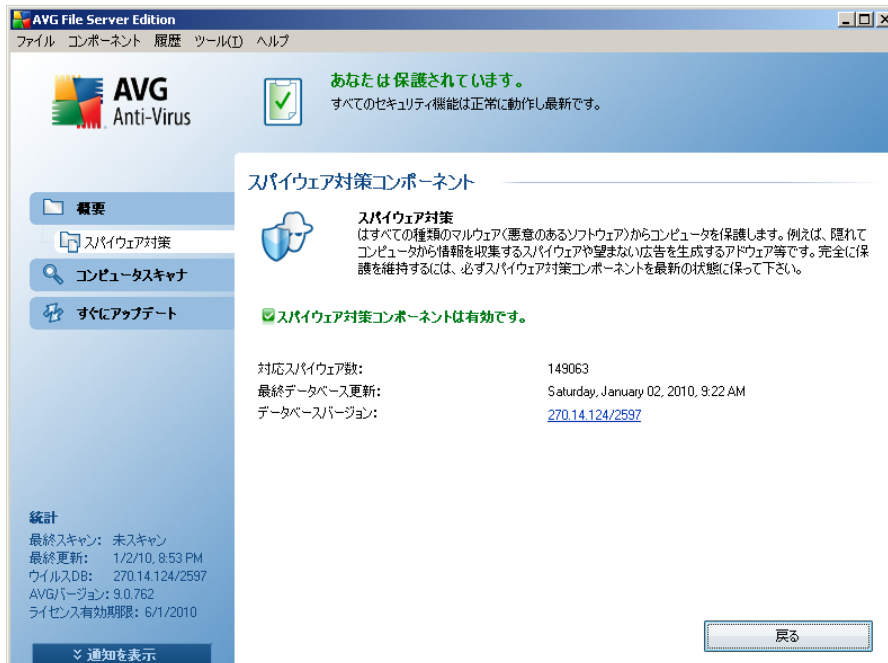 AVG File Server Edition
ファイル コンポーネント 履歴 ツール(T) ヘルプ
AVG
Anti-Virus
あなたは保護されています。
すべてのセキュリティ機能は正常に動作し最新です。
概要
スパイウェア対策
コンピュータスキャナ
すぐにアップデート
スパイウェア対策コンポーネント
スパイウェア対策
はすべての種類のマルウェア(悪意のあるソフトウェア)からコンピュータを保護します。例えば、隠れて
コンピュータから情報を収集するスパイウェアや望まない広告を生成するアドウェア等です。完全に保
護を維持するには、必ずスパイウェア対策コンポーネントを最新の状態に保って下さい。
スパイウェア対策コンポーネントは有効です。
対応スパイウェア数: 149063
最終データベース更新: Saturday, January 02, 2010, 9:22 AM
データベースバージョン: 270.14.124/2597
統計
最終スキャン: 未スキャン
最終更新: 1/2/10, 8:53 PM
ウイルスDB: 270.14.124/2597
AVGバージョン: 9.0.762
ライセンス有効期限: 6/1/2010
通知を表示
戻る